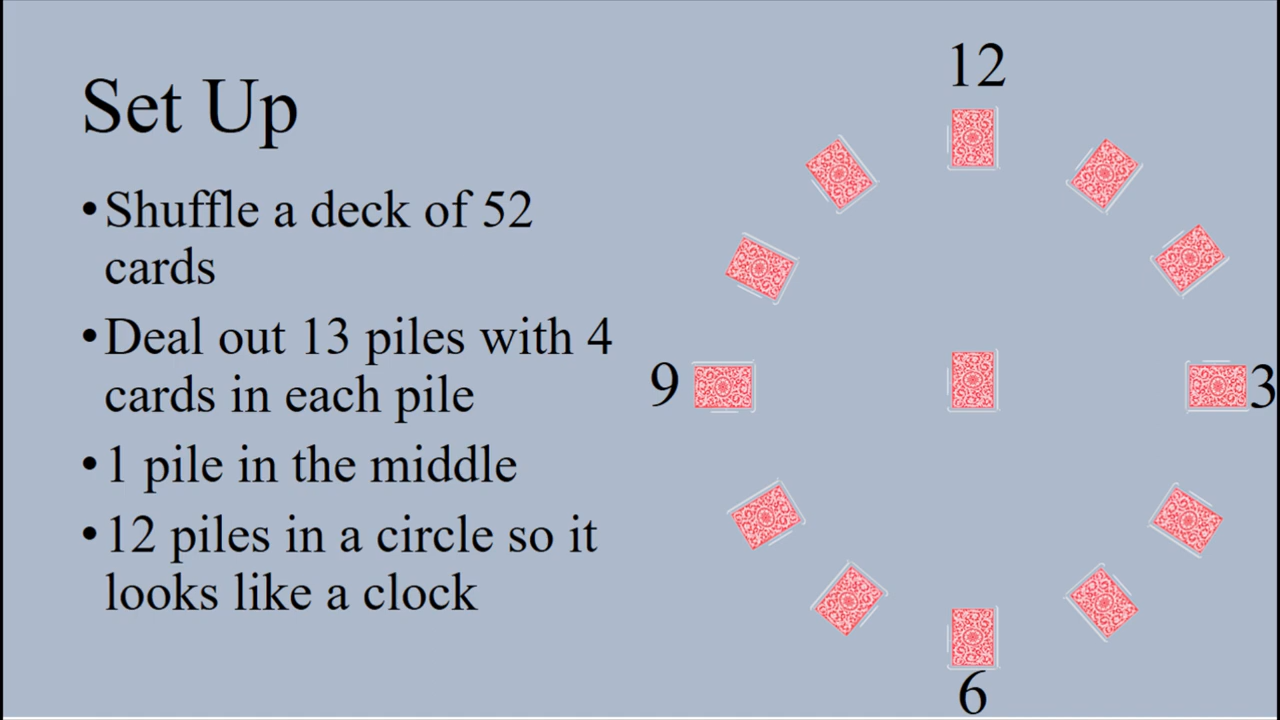 Set Up
•Shuffle a deck of 52
cards
•Deal out 13 piles with 4
cards in each pile
•1 pile in the middle
•12 piles in a circle so it
looks like a clock
12
9
3
6